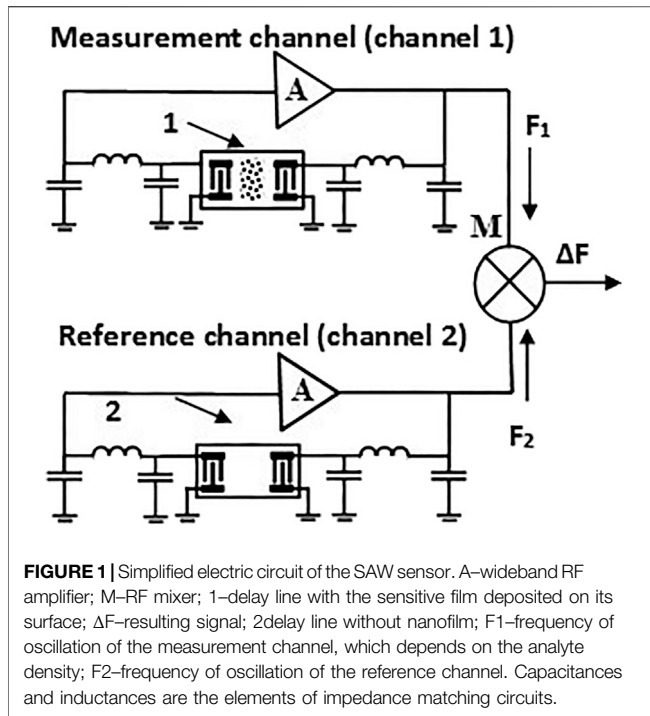 Measurement channel (channel 1)
A
1
F₁
M
ΔF
Reference channel (channel 2)
A
2
F₂
FIGURE 1 | Simplified electric circuit of the SAW sensor. A–wideband RF
amplifier; M–RF mixer; 1–delay line with the sensitive film deposited on its
surface; ΔF–resulting signal; 2delay line without nanofilm; F1–frequency of
oscillation of the measurement channel, which depends on the analyte
density; F2–frequency of oscillation of the reference channel. Capacitances
and inductances are the elements of impedance matching circuits.